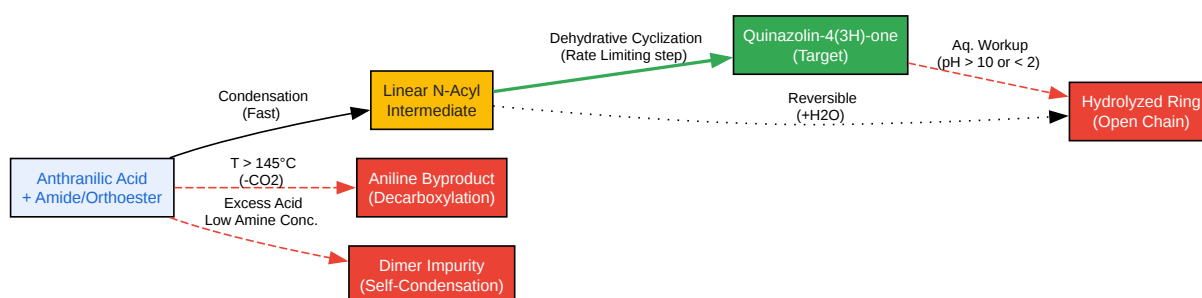 Dehydrative Cyclization
(Rate Limiting step)
Quinazolin-4(3H)-one
(Target)
Aq. Workup
(pH > 10 or < 2)
Condensation
(Fast)
Linear N-Acyl
Intermediate
Reversible
(+H2O)
Hydrolyzed Ring
(Open Chain)
Anthranilic Acid
+ Amide/Orthoester
T > 145°C
(-CO2)
Aniline Byproduct
(Decarboxylation)
Excess Acid
Low Amine Conc.
Dimer Impurity
(Self-Condensation)